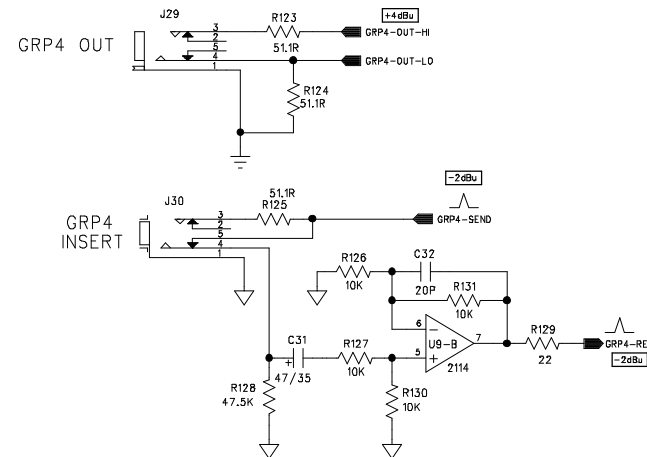 J29
GRP4 OUT
3
2
5
4
1
R123
51.1R
+4dBu
GRP4-OUT-HI
GRP4-OUT-LO
R124
51.1R
J30
GRP4
INSERT
3
2
5
4
1
51.1R
R125
-2dBu
GRP4-SEND
R126
10K
C32
20P
R131
10K
6
U9-B
7
5
2114
R129
22
GRP4-RE
-2dBu
C31
+
47/35
R127
10K
R128
47.5K
R130
10K